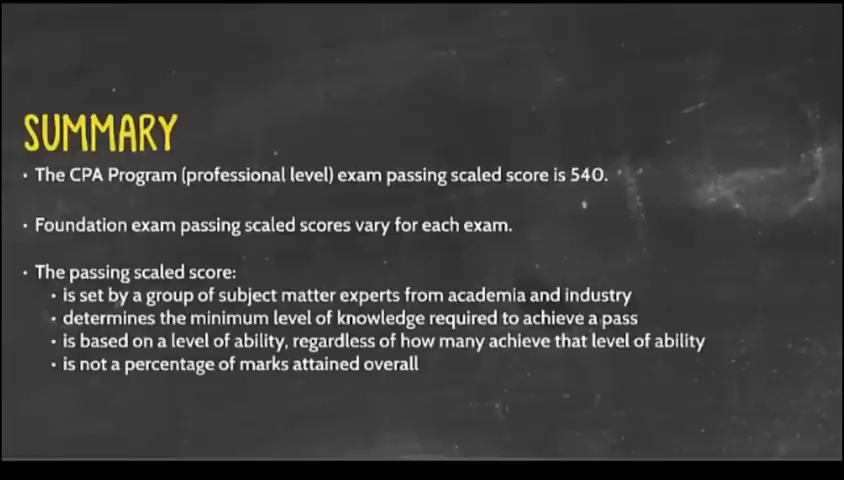 SUMMARY
• The CPA Program (professional level) exam passing scaled score is 540.
• Foundation exam passing scaled scores vary for each exam.
• The passing scaled score:
• is set by a group of subject matter experts from academia and industry
• determines the minimum level of knowledge required to achieve a pass
• is based on a level of ability, regardless of how many achieve that level of ability
• is not a percentage of marks attained overall